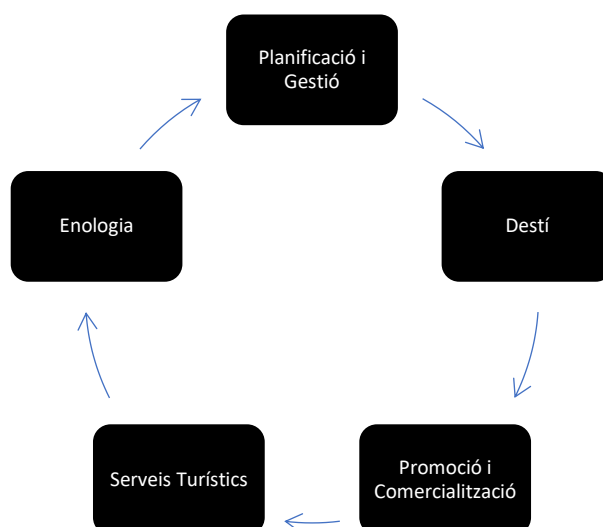 Planificació i
Gestió
Destí
Promoció i
Comercialització
Serveis Turístics
Enologia